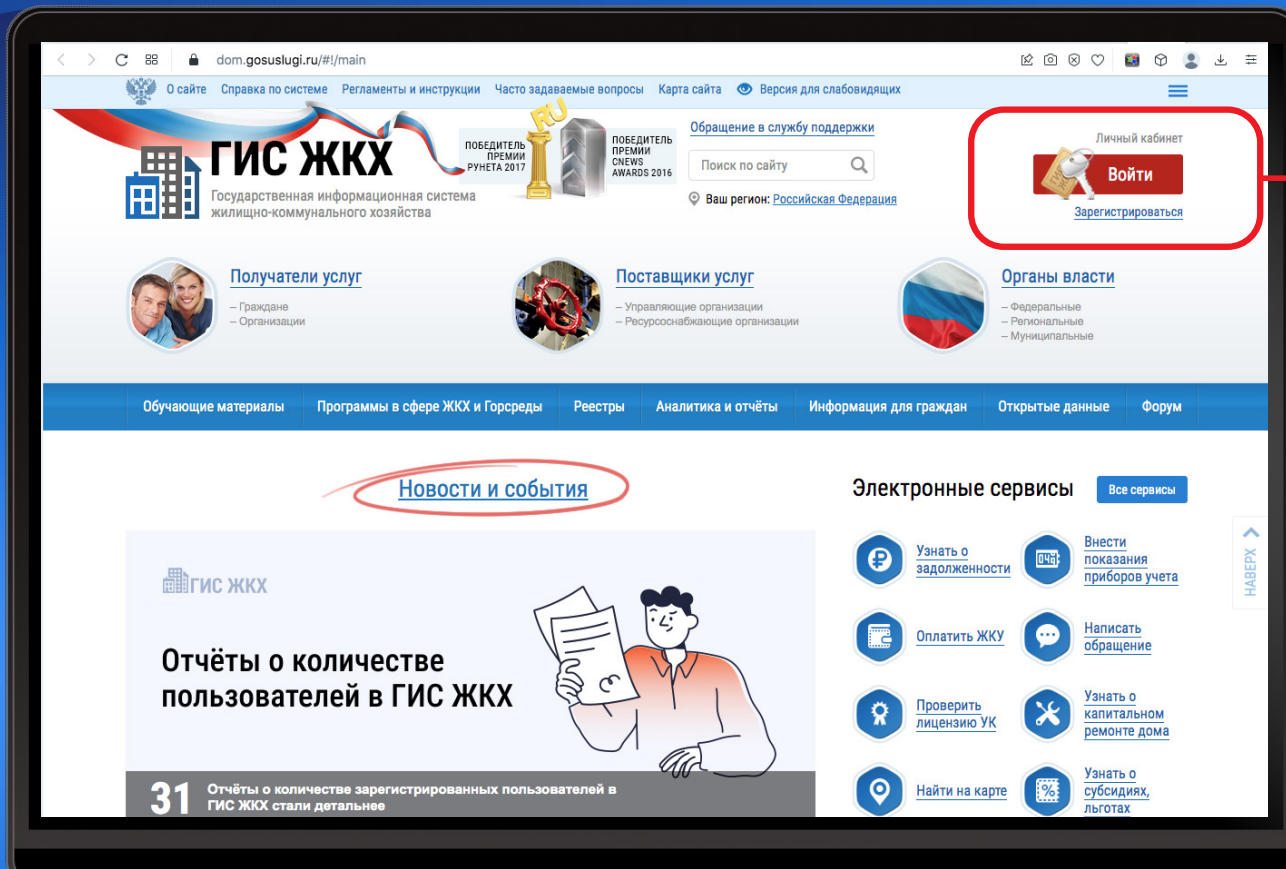 dom.gosuslugi.ru/#!/main
О сайте Справка по системе Регламенты и инструкции Часто задаваемые вопросы Карта сайта Версия для слабовидящих
ГИС ЖКХ
Государственная информационная система
жилищно-коммунального хозяйства
ПОБЕДИТЕЛЬ
ПРЕМИИ
РУНЕТА 2017
RU
ПОБЕДИТЕЛЬ
ПРЕМИИ
CNEWS
AWARDS 2016
Обращение в службу поддержки
Поиск по сайту
Ваш регион: Российская Федерация
Личный кабинет
Войти
Зарегистрироваться
Получатели услуг
– Граждане
– Организации
Поставщики услуг
– Управляющие организации
– Ресурсоснабжающие организации
Органы власти
– Федеральные
– Региональные
– Муниципальные
Обучающие материалы Программы в сфере ЖКХ и Горсреды Реестры Аналитика и отчёты Информация для граждан Открытые данные Форум
Новости и события
ГИС ЖКХ
Отчёты о количестве
пользователей в ГИС ЖКХ
31
Отчёты о количестве зарегистрированных пользователей в
ГИС ЖКХ стали детальнее
Электронные сервисы
Все сервисы
Узнать о
задолженности
Внести
показания
приборов учета
Оплатить ЖКУ
Написать
обращение
Проверить
лицензию УК
Узнать о
капитальном
ремонте дома
Найти на карте
Узнать о
субсидиях,
льготах
НАВЕРХ